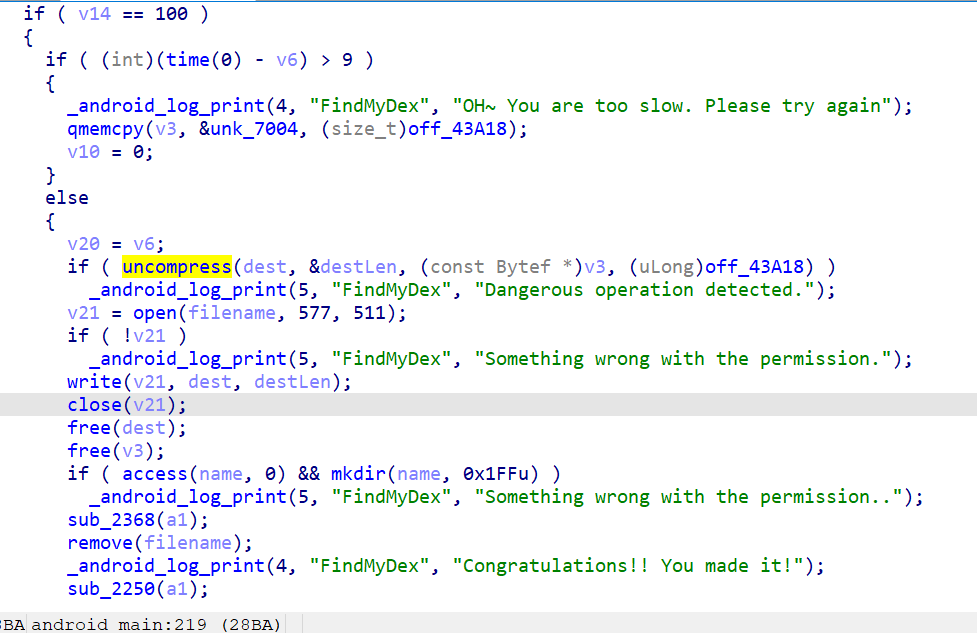 if ( v14 == 100 )
{
if ( (int)(time(0) - v6) > 9 )
{
_android_log_print(4, "FindMyDex", "OH~ You are too slow. Please try again");
qmemcpy(v3, &unk_7004, (size_t)off_43A18);
v10 = 0;
}
else
{
v20 = v6;
if ( uncompress(dest, &destLen, (const Bytef *)v3, (uLong)off_43A18) )
_android_log_print(5, "FindMyDex", "Dangerous operation detected.");
v21 = open(filename, 577, 511);
if ( !v21 )
_android_log_print(5, "FindMyDex", "Something wrong with the permission.");
write(v21, dest, destLen);
close(v21);
free(dest);
free(v3);
if ( access(name, 0) && mkdir(name, 0x1FFu) )
_android_log_print(5, "FindMyDex", "Something wrong with the permission..");
sub_2368(a1);
remove(filename);
_android_log_print(4, "FindMyDex", "Congratulations!! You made it!");
sub_2250(a1);
BA android_main:219 (28BA)